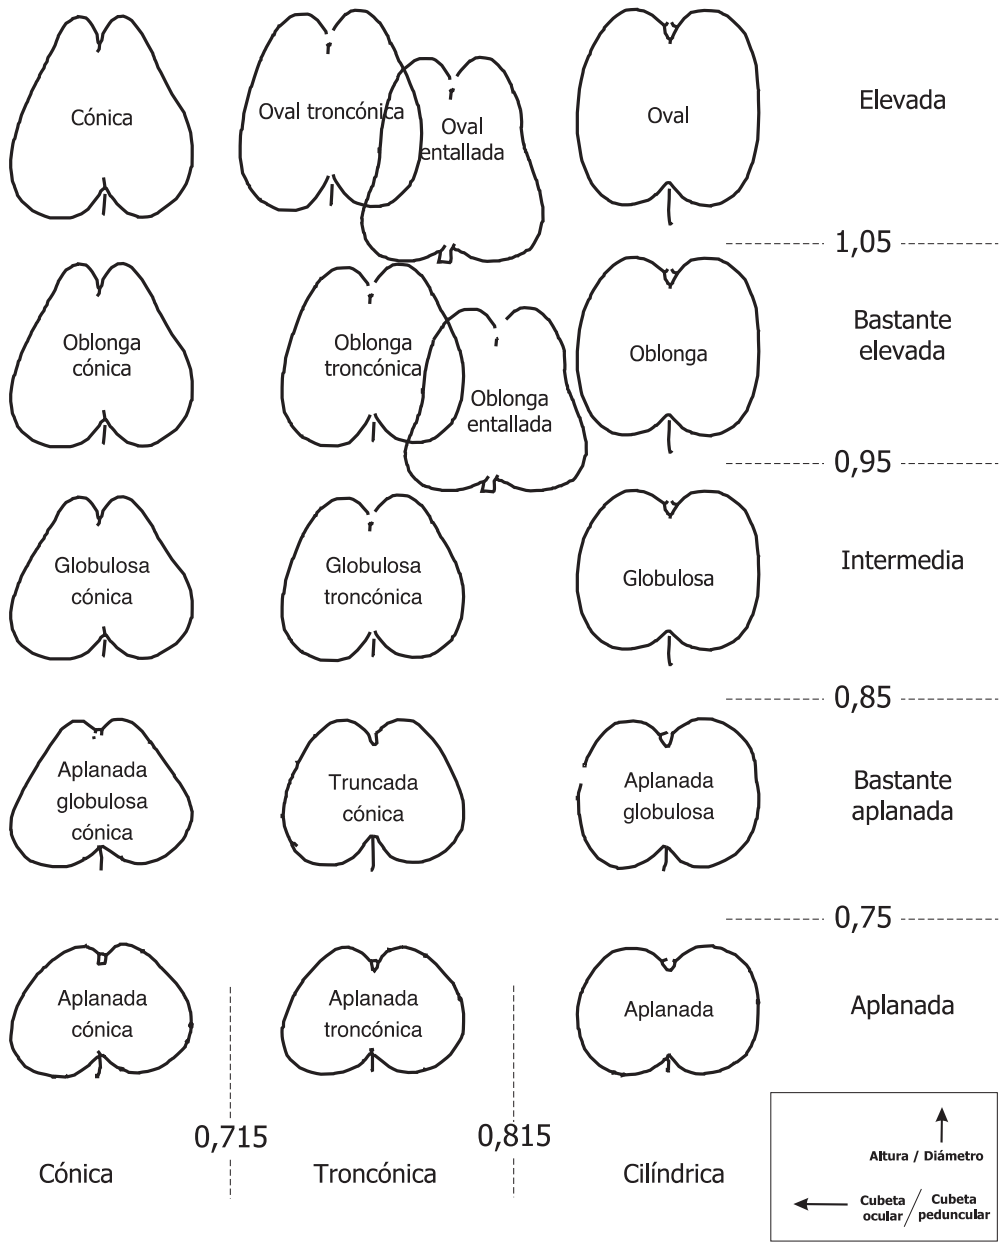 Cónica
Oval troncónica
Oval
entallada
Oval
Elevada
1,05
Oblonga
cónica
Oblonga
troncónica
Oblonga
entallada
Oblonga
Bastante
elevada
0,95
Globulosa
cónica
Globulosa
troncónica
Globulosa
Intermedia
0,85
Aplanada
globulosa
cónica
Truncada
cónica
Aplanada
globulosa
Bastante
aplanada
0,75
Aplanada
cónica
Aplanada
troncónica
Aplanada
Aplanada
0,715
0,815
Cónica
Troncónica
Cilíndrica
Altura / Diámetro
Cubeta
ocular / Cubeta
peduncular